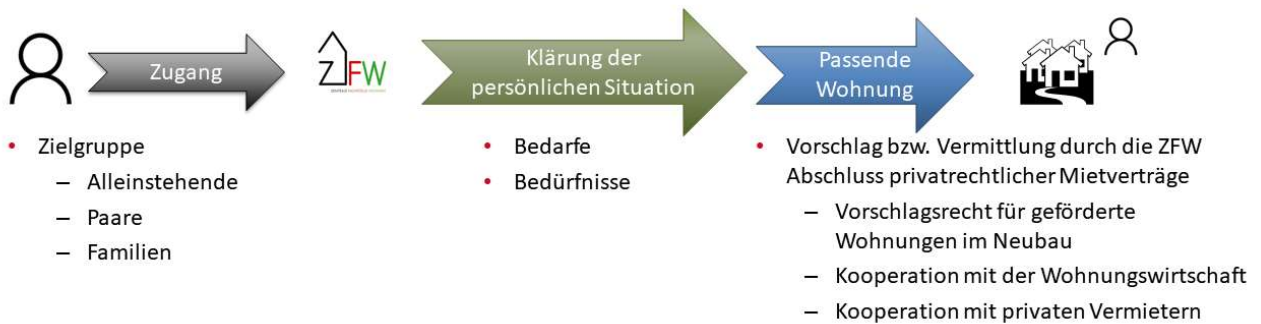 Zugang
ZFW
Klärung der
persönlichen Situation
Passende
Wohnung
• Zielgruppe
– Alleinstehende
– Paare
– Familien
• Bedarfe
• Bedürfnisse
• Vorschlag bzw. Vermittlung durch die ZFW
Abschluss privatrechtlicher Mietverträge
– Vorschlagsrecht für geförderte
Wohnungen im Neubau
– Kooperation mit der Wohnungswirtschaft
– Kooperation mit privaten Vermietern